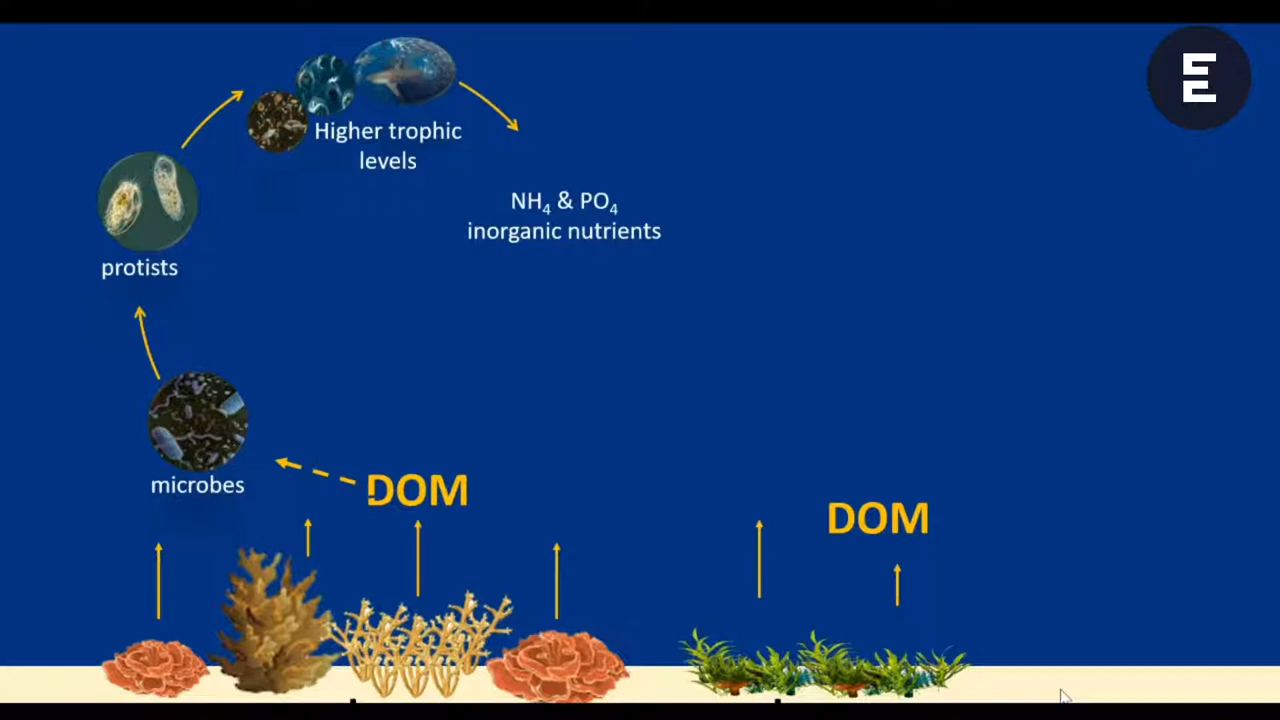 Higher trophic
levels
NH₄ & PO₄
inorganic nutrients
protists
microbes
DOM
DOM